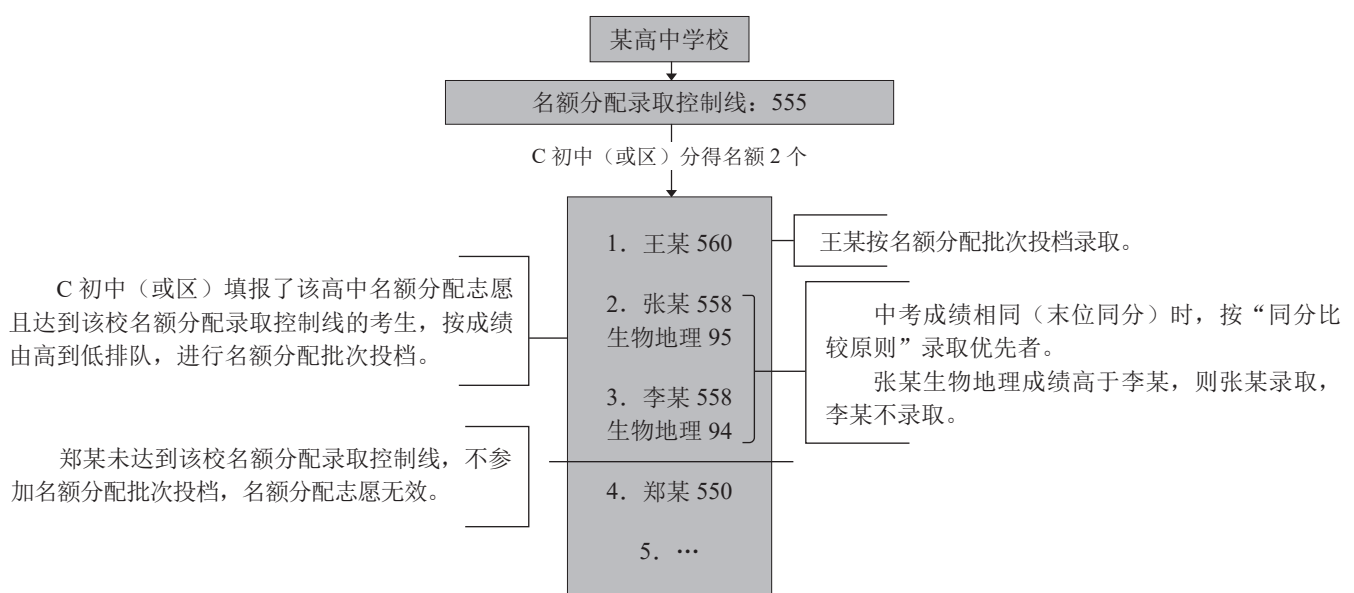 某高中学校
名额分配录取控制线：555
C 初中（或区）分得名额 2 个
1．王某 560
王某按名额分配批次投档录取。
C 初中（或区）填报了该高中名额分配志愿
且达到该校名额分配录取控制线的考生，按成绩
由高到低排队，进行名额分配批次投档。
2．张某 558
生物地理 95
3．李某 558
生物地理 94
中考成绩相同（末位同分）时，按“同分比
较原则”录取优先者。
张某生物地理成绩高于李某，则张某录取，
李某不录取。
郑某未达到该校名额分配录取控制线，不参
加名额分配批次投档，名额分配志愿无效。
4．郑某 550
5．…